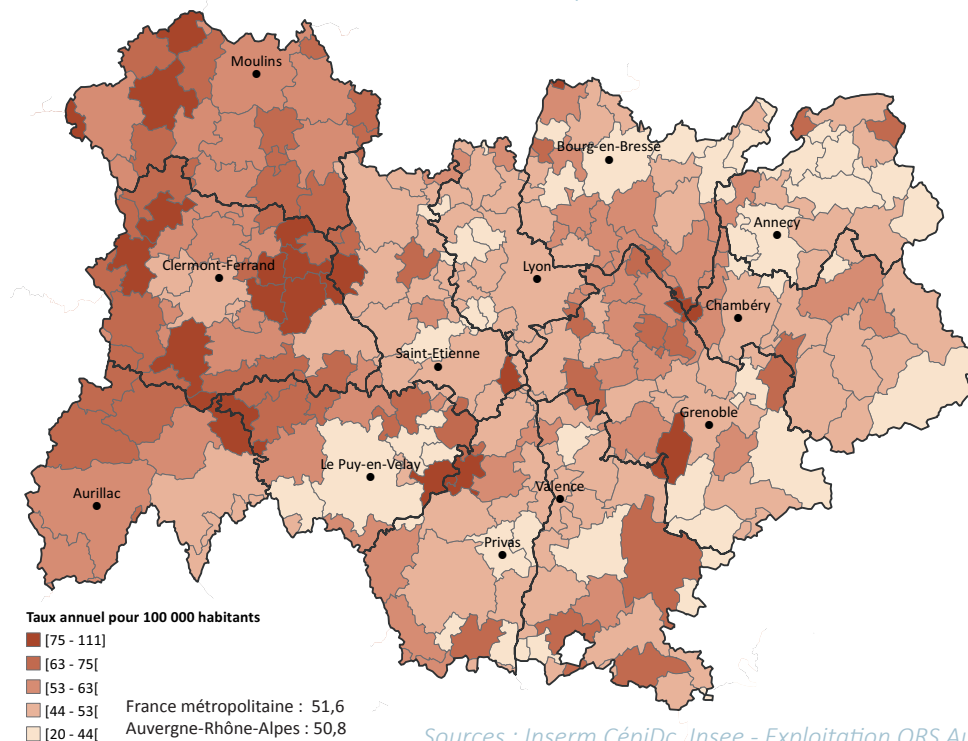 Moulins
Bourg-en-Bresse
Annecy
Clermont-Ferrand
Lyon
Chambéry
Saint-Etienne
Grenoble
Le Puy-en-Velay
Valence
Aurillac
Privas
Taux annuel pour 100 000 habitants
[75 - 111]
[63 - 75[
[53 - 63[
[44 - 53[
[20 - 44[
France métropolitaine : 51,6
Auvergne-Rhône-Alpes : 50,8
Sources : Inserm CépiDc, Insee - Exploitation ORS Au